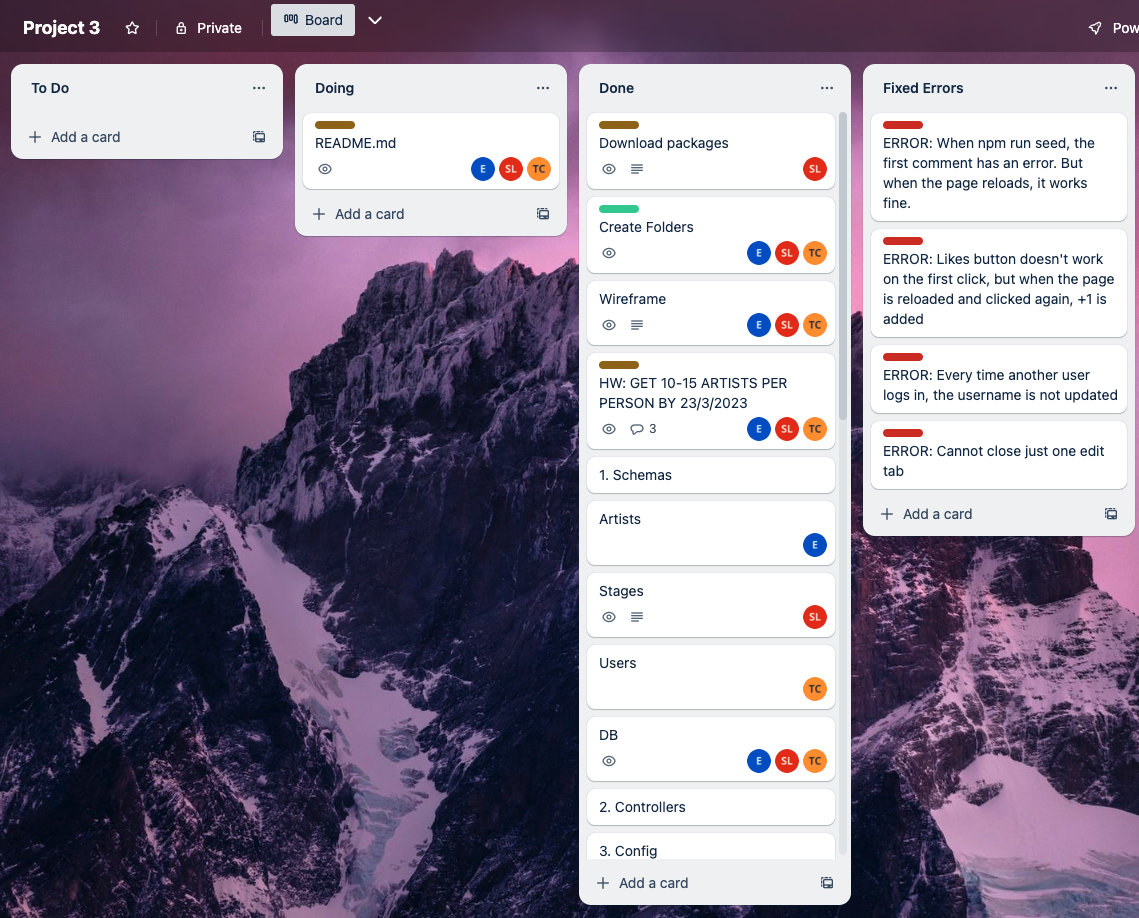 Project 3
Private
Board
Pow
To Do
Add a card
Doing
README.md
E SL TC
Add a card
Done
Download packages
SL
Create Folders
E SL TC
Wireframe
E SL TC
HW: GET 10-15 ARTISTS PER
PERSON BY 23/3/2023
3 E SL TC
1. Schemas
Artists
E
Stages
SL
Users
TC
DB
E SL TC
2. Controllers
3. Config
Add a card
Fixed Errors
ERROR: When npm run seed, the
first comment has an error. But
when the page reloads, it works
fine.
ERROR: Likes button doesn't work
on the first click, but when the page
is reloaded and clicked again, +1 is
added
ERROR: Every time another user
logs in, the username is not updated
ERROR: Cannot close just one edit
tab
Add a card